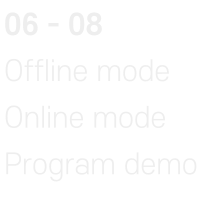 06 - 08
Offline mode
Online mode
Program demo